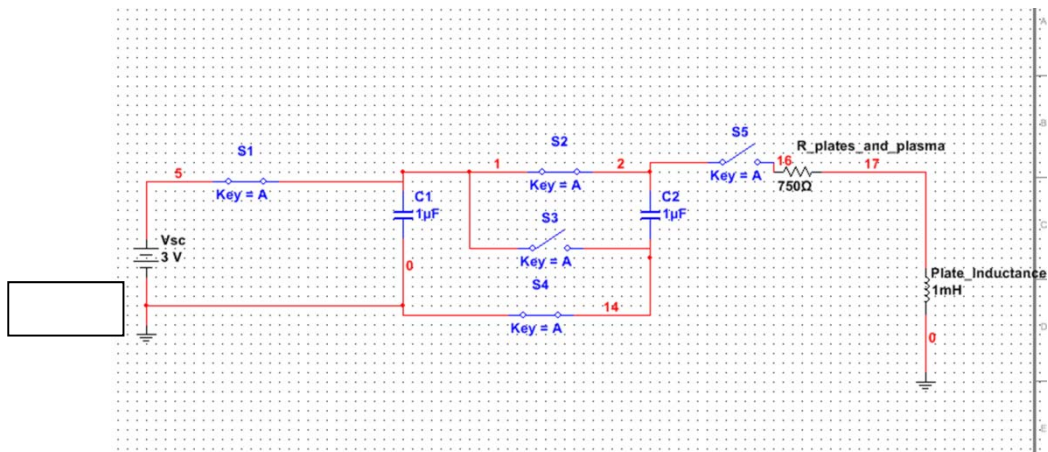 A
B
S5
S2
S1
R_plates_and_plasma
5
1
2
16
17
Key = A
Key = A
Key = A
750Ω
C1
1µF
C2
1µF
S3
C
Vsc
3 V
Key = A
0
Plate_Inductance
1mH
S4
14
Key = A
D
0
E